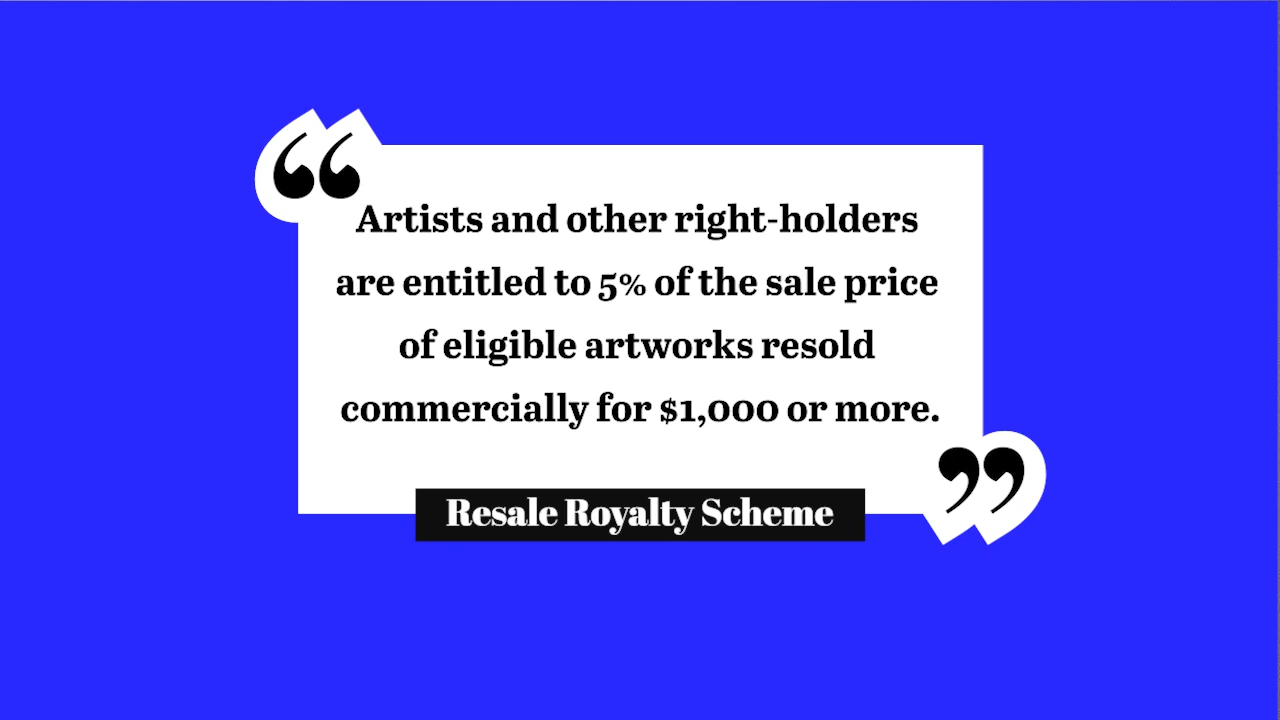 “Artists and other right-holders
are entitled to 5% of the sale price
of eligible artworks resold
commercially for $1,000 or more.”
Resale Royalty Scheme